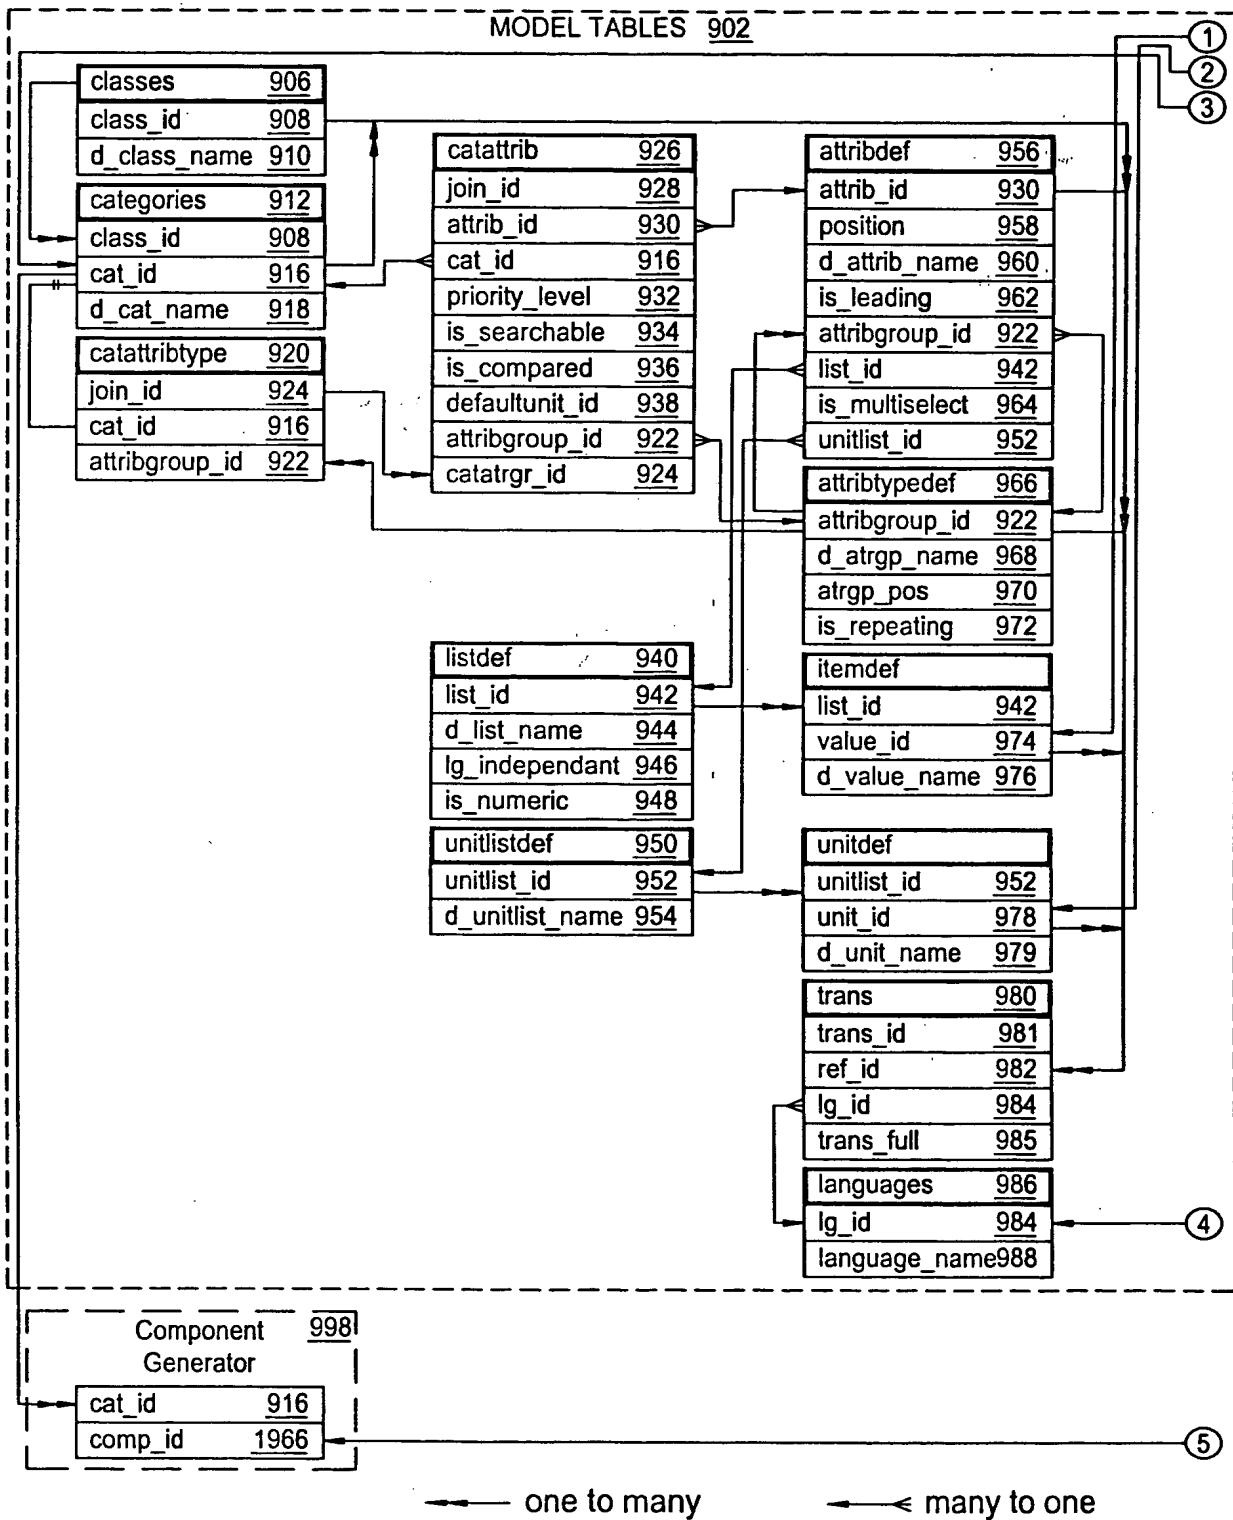 MODEL TABLES 902
1
2
3
classes 906
class_id 908
d_class_name 910
categories 912
class_id 908
cat_id 916
d_cat_name 918
catattribtype 920
join_id 924
cat_id 916
attribgroup_id 922
catattrib 926
join_id 928
attrib_id 930
cat_id 916
priority_level 932
is_searchable 934
is_compared 936
defaultunit_id 938
attribgroup_id 922
catatrgr_id 924
attribdef 956
attrib_id 930
position 958
d_attrib_name 960
is_leading 962
attribgroup_id 922
list_id 942
is_multiselect 964
unitlist_id 952
attribtypedef 966
attribgroup_id 922
d_atrgp_name 968
atrgp_pos 970
is_repeating 972
listdef 940
list_id 942
d_list_name 944
lg_independant 946
is_numeric 948
unitlistdef 950
unitlist_id 952
d_unitlist_name 954
itemdef
list_id 942
value_id 974
d_value_name 976
unitdef
unitlist_id 952
unit_id 978
d_unit_name 979
trans 980
trans_id 981
ref_id 982
lg_id 984
trans_full 985
languages 986
lg_id 984
language_name988
4
Component 998
Generator
cat_id 916
comp_id 1966
5
one to many
many to one